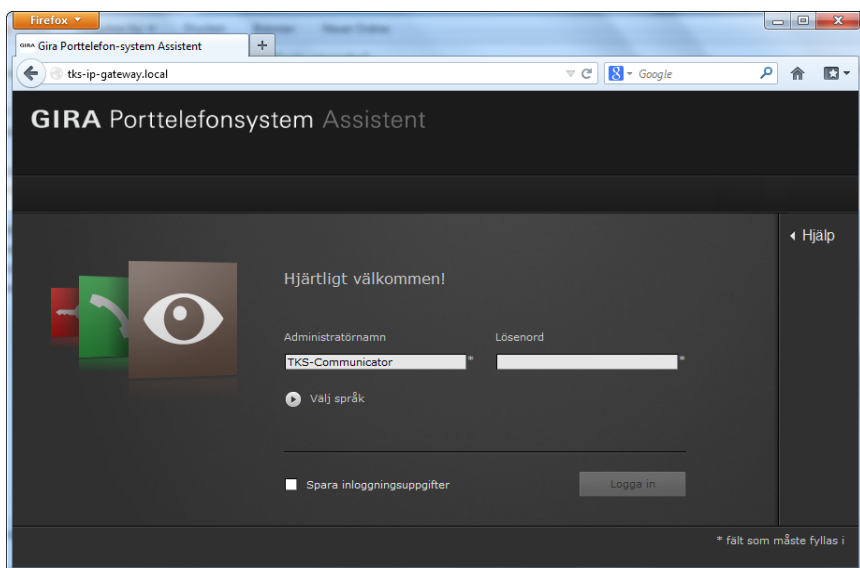 Firefox
GIRA Gira Porttelefon-system Assistent
tks-ip-gateway.local
Google
GIRA Porttelefonsystem Assistent
Hjälp
Hjärtligt välkommen!
Administratörnamn Lösenord
TKS-Communicator * *
Välj språk
Spara inloggningsuppgifter Logga in
* fält som måste fyllas i